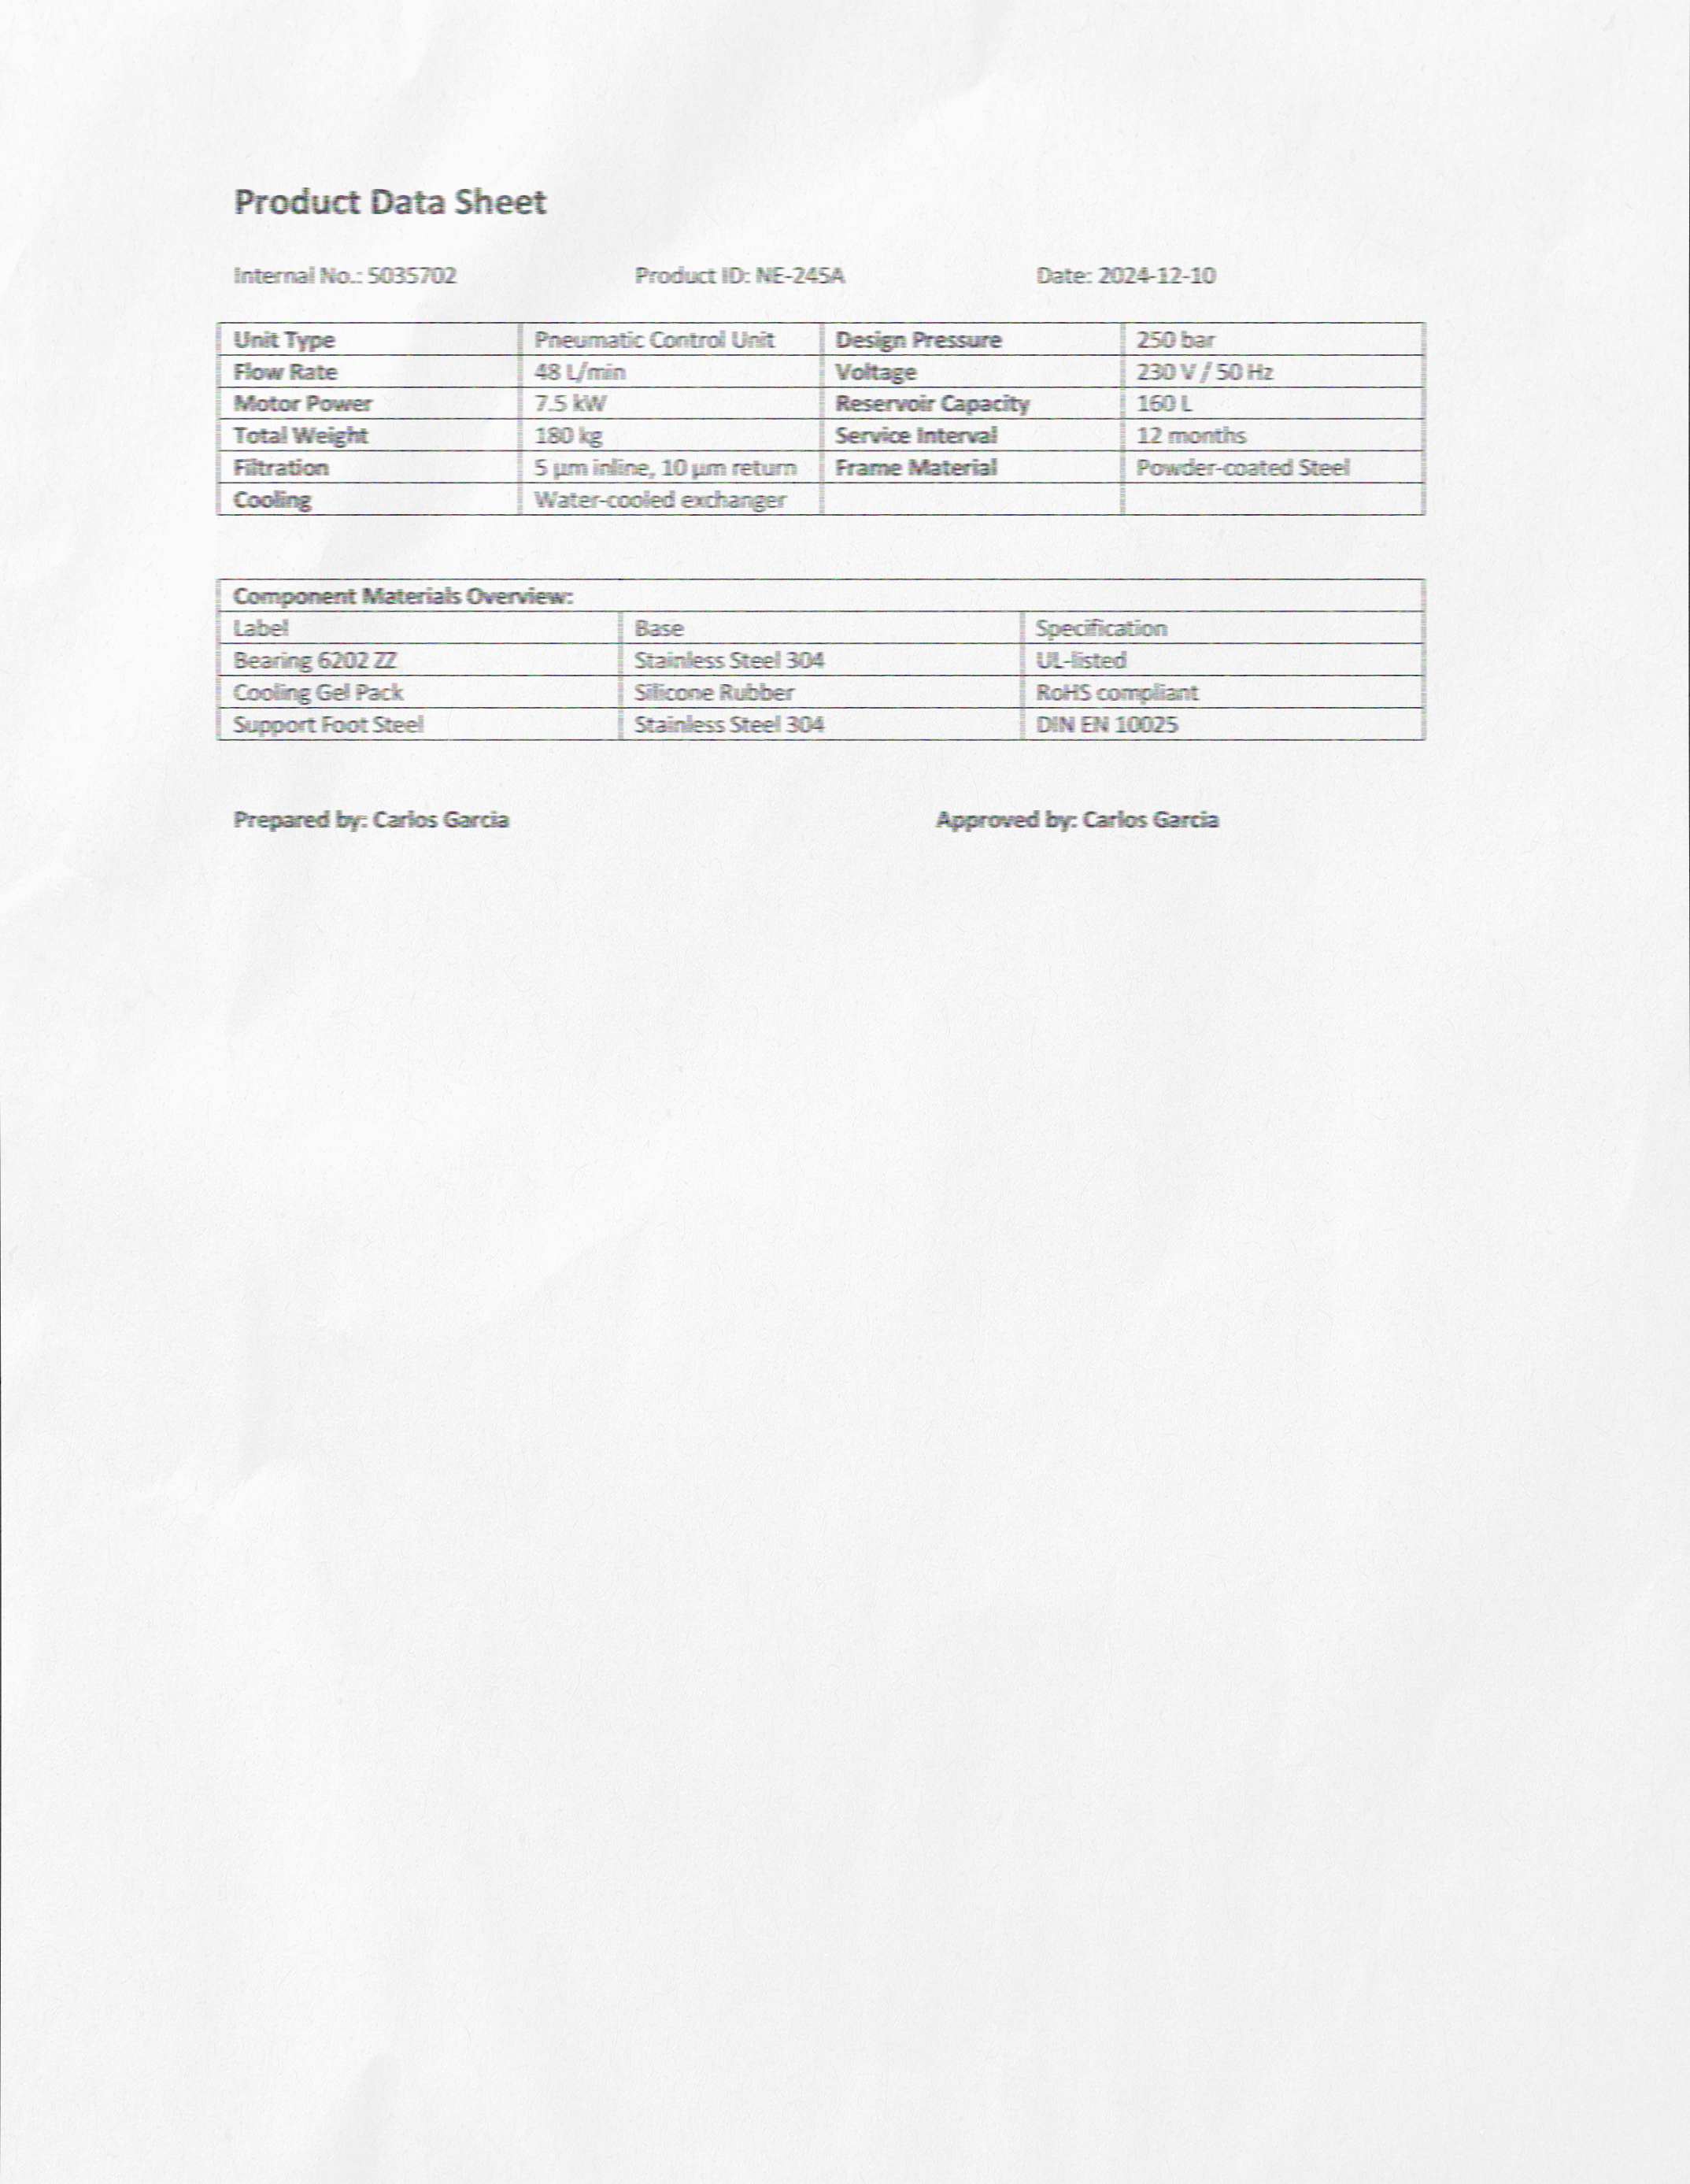 Product Data Sheet
Internal No.: 5035702 Product ID: NE-245A Date: 2024-12-10
Unit Type Pneumatic Control Unit Design Pressure 250 bar
Flow Rate 48 L/min Voltage 230 V / 50 Hz
Motor Power 7.5 kW Reservoir Capacity 160 L
Total Weight 180 kg Service Interval 12 months
Filtration 5 µm inline, 10 µm return Frame Material Powder-coated Steel
Cooling Water-cooled exchanger
Component Materials Overview:
Label Base Specification
Bearing 6202 ZZ Stainless Steel 304 UL-listed
Cooling Gel Pack Silicone Rubber RoHS compliant
Support Foot Steel Stainless Steel 304 DIN EN 10025
Prepared by: Carlos Garcia Approved by: Carlos Garcia